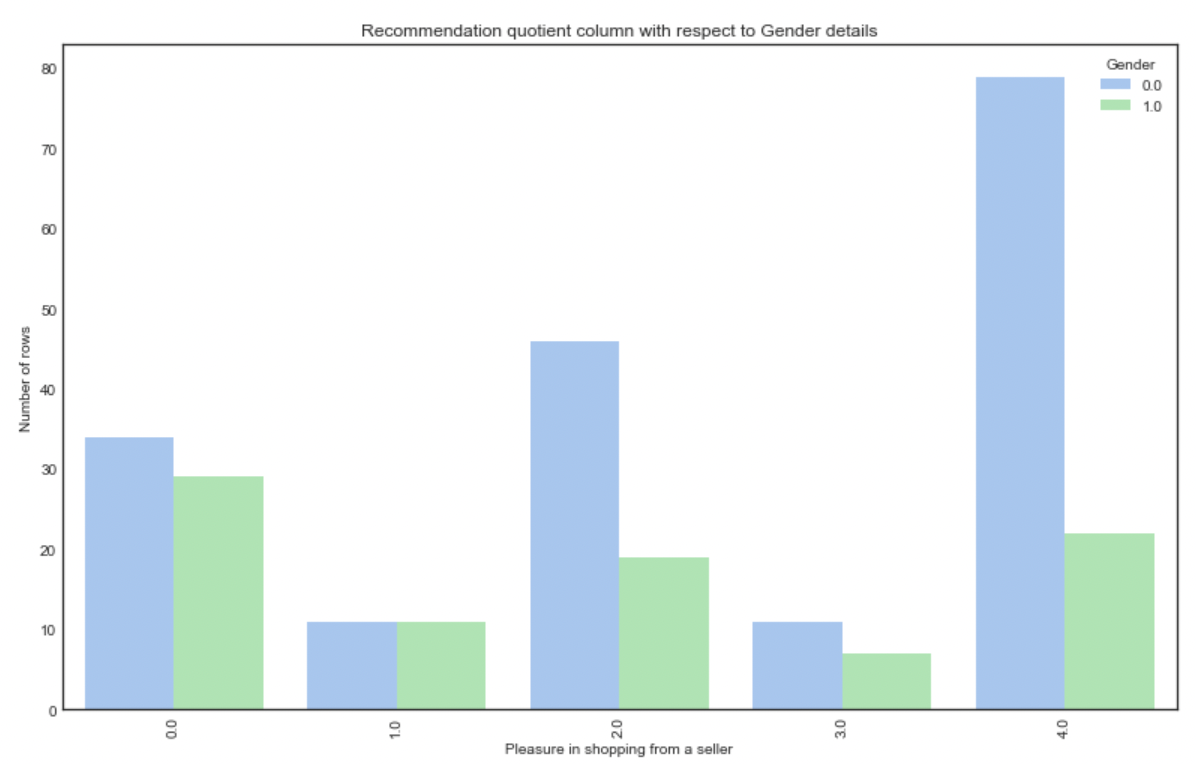 Recommendation quotient column with respect to Gender details
Gender
0.0
1.0
80
70
60
50
40
30
20
10
0
Number of rows
0.0 1.0 2.0 3.0 4.0
Pleasure in shopping from a seller